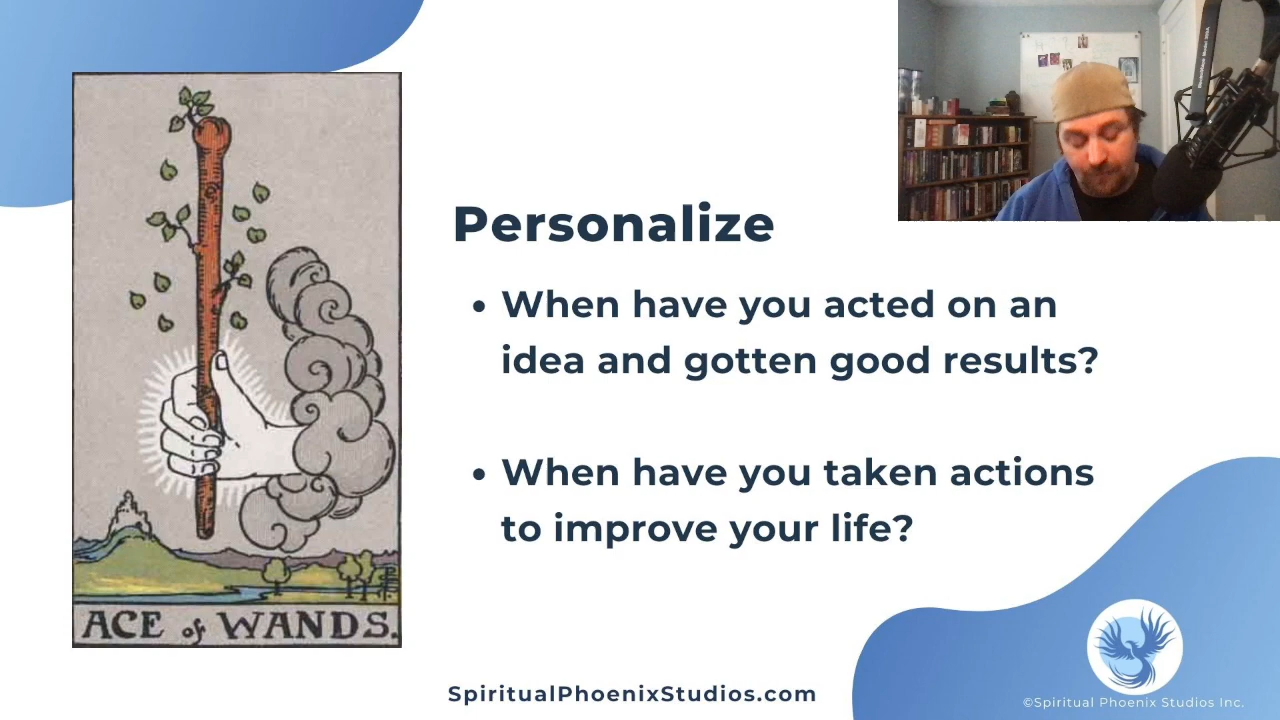 Personalize
• When have you acted on an
idea and gotten good results?
• When have you taken actions
to improve your life?
ACE of WANDS.
SpiritualPhoenixStudios.com
©Spiritual Phoenix Studios Inc.